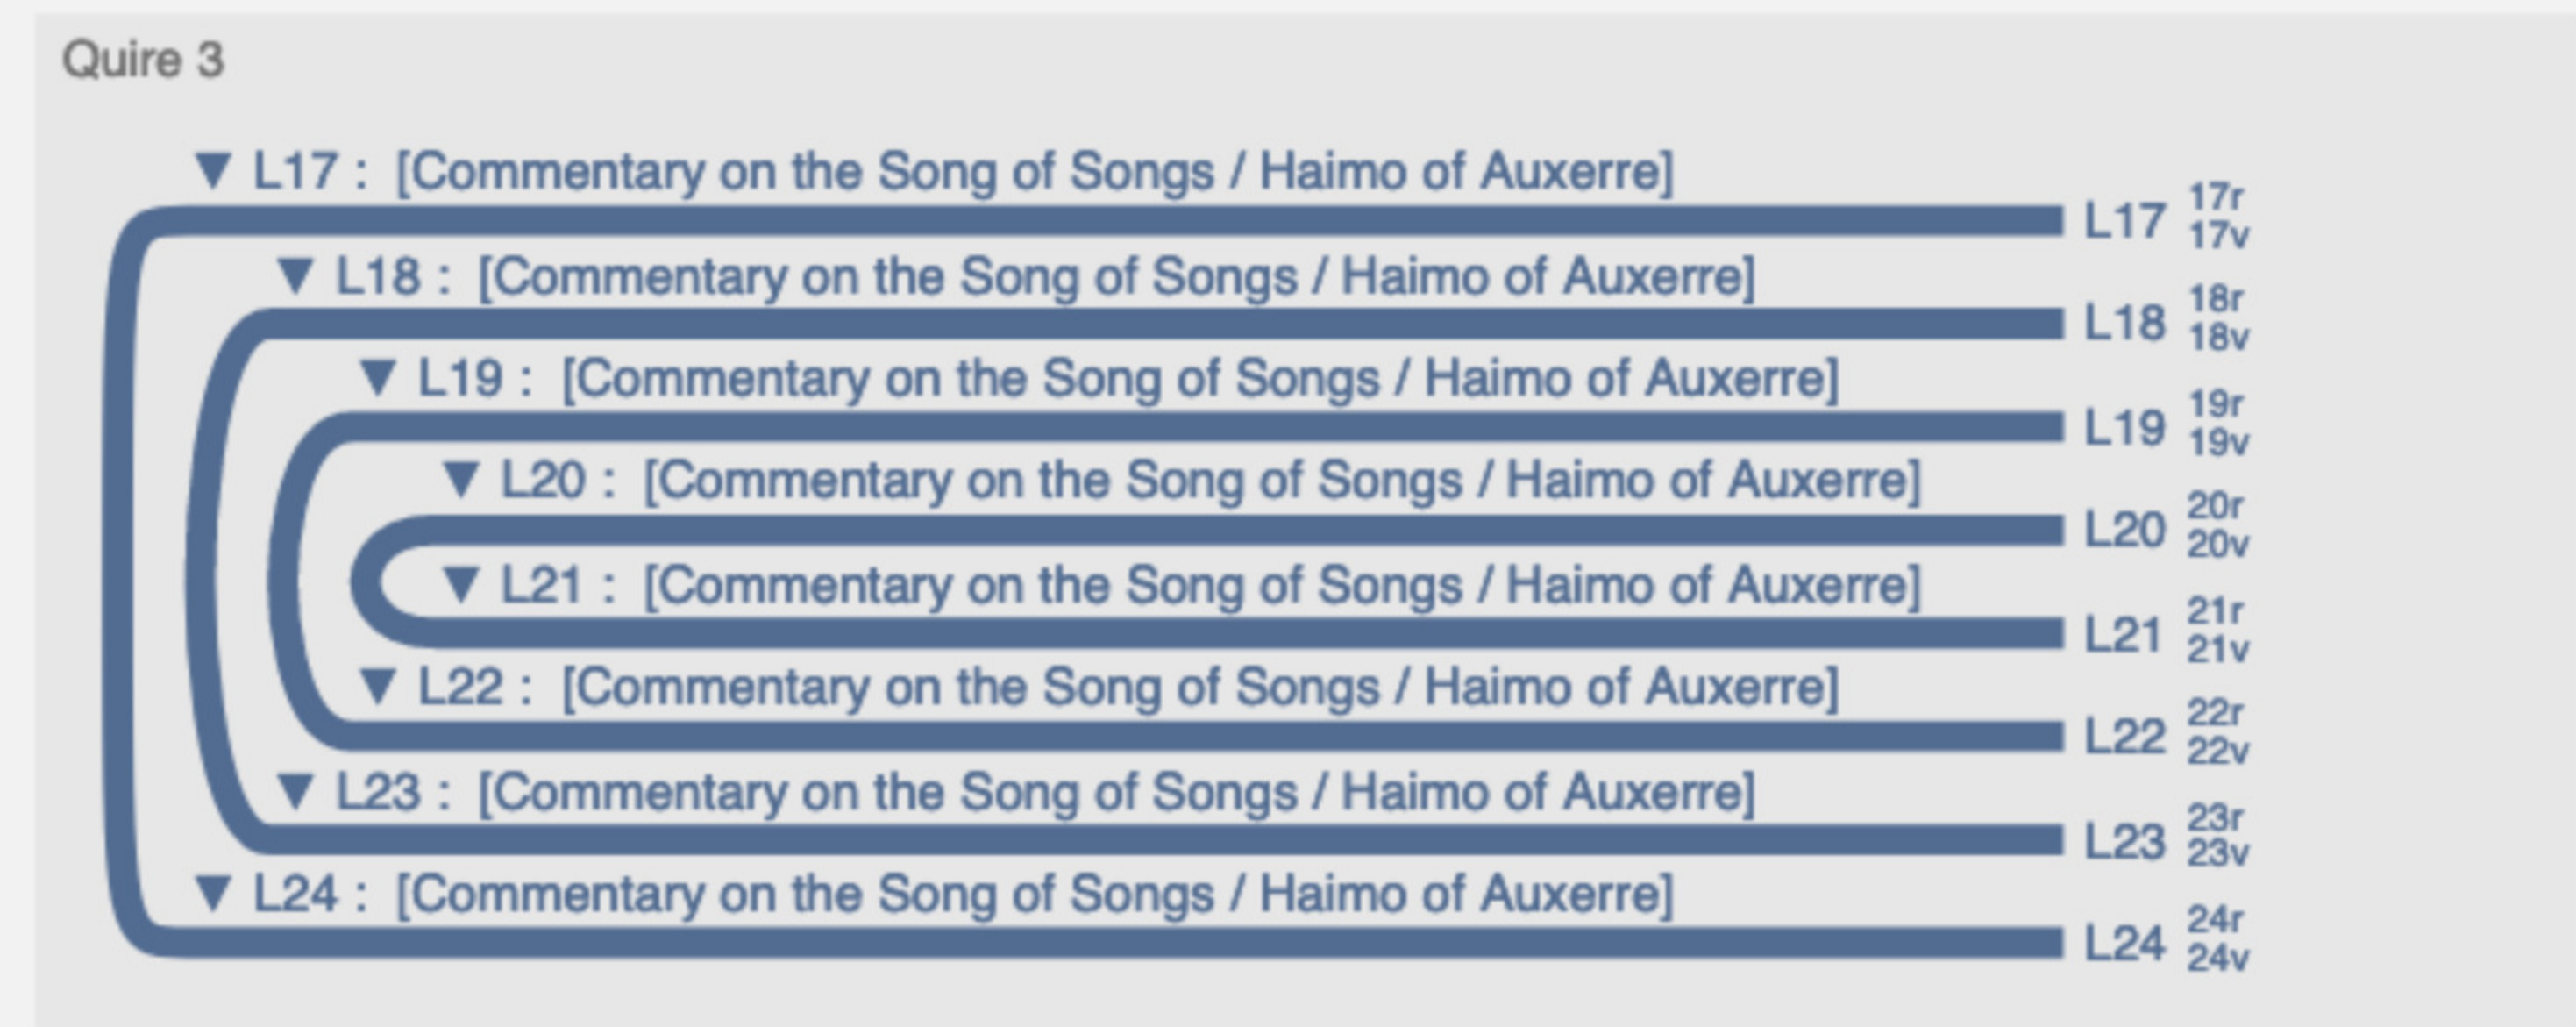 Quire 3
▼ L17 : [Commentary on the Song of Songs / Haimo of Auxerre]
L17 17r 17v
▼ L18 : [Commentary on the Song of Songs / Haimo of Auxerre]
L18 18r 18v
▼ L19 : [Commentary on the Song of Songs / Haimo of Auxerre]
L19 19r 19v
▼ L20 : [Commentary on the Song of Songs / Haimo of Auxerre]
L20 20r 20v
▼ L21 : [Commentary on the Song of Songs / Haimo of Auxerre]
L21 21r 21v
▼ L22 : [Commentary on the Song of Songs / Haimo of Auxerre]
L22 22r 22v
▼ L23 : [Commentary on the Song of Songs / Haimo of Auxerre]
L23 23r 23v
▼ L24 : [Commentary on the Song of Songs / Haimo of Auxerre]
L24 24r 24v